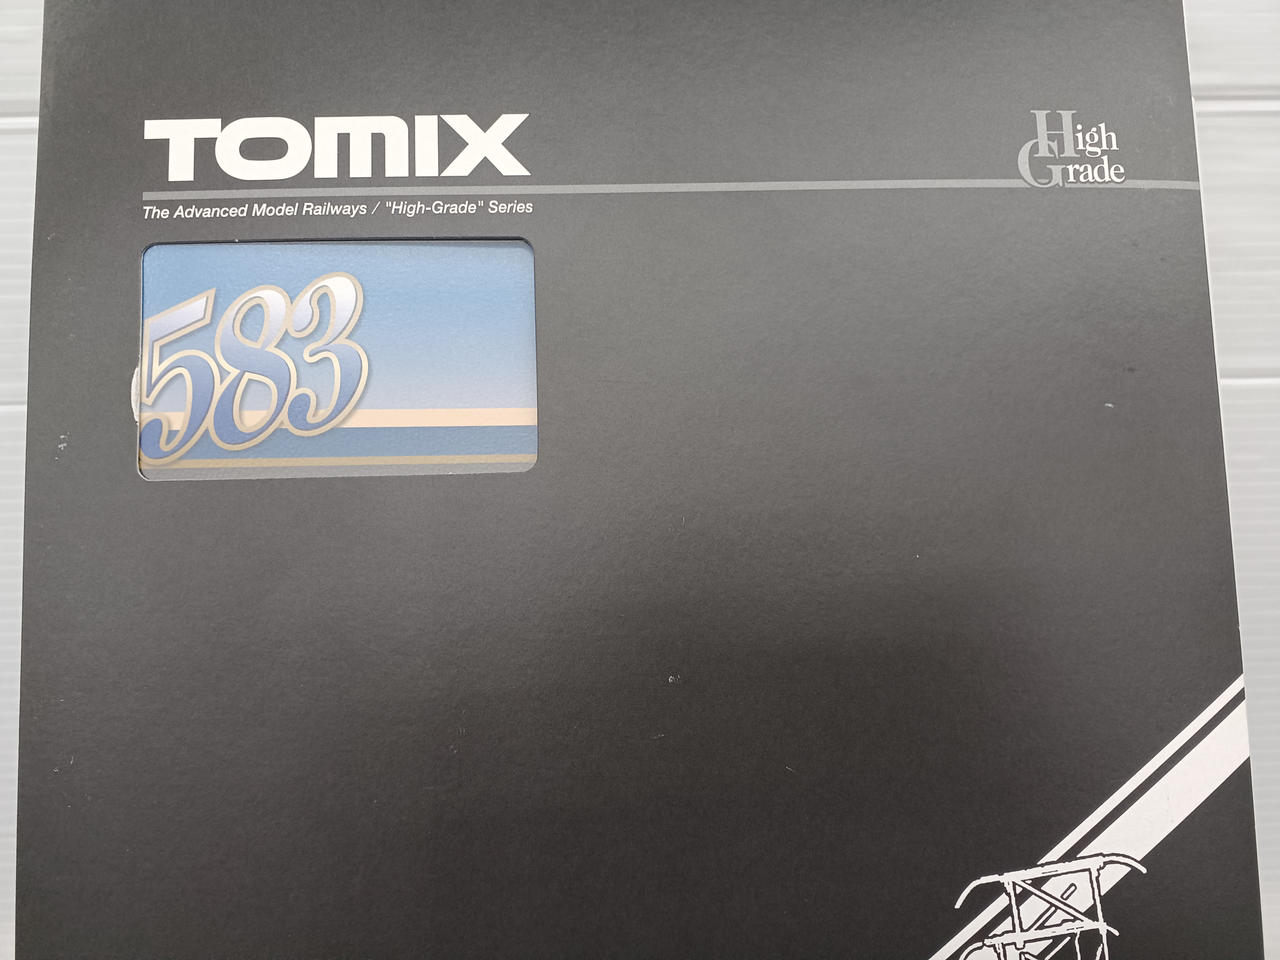 TOMIX
High
Grade
The Advanced Model Railways / "High-Grade" Series
583